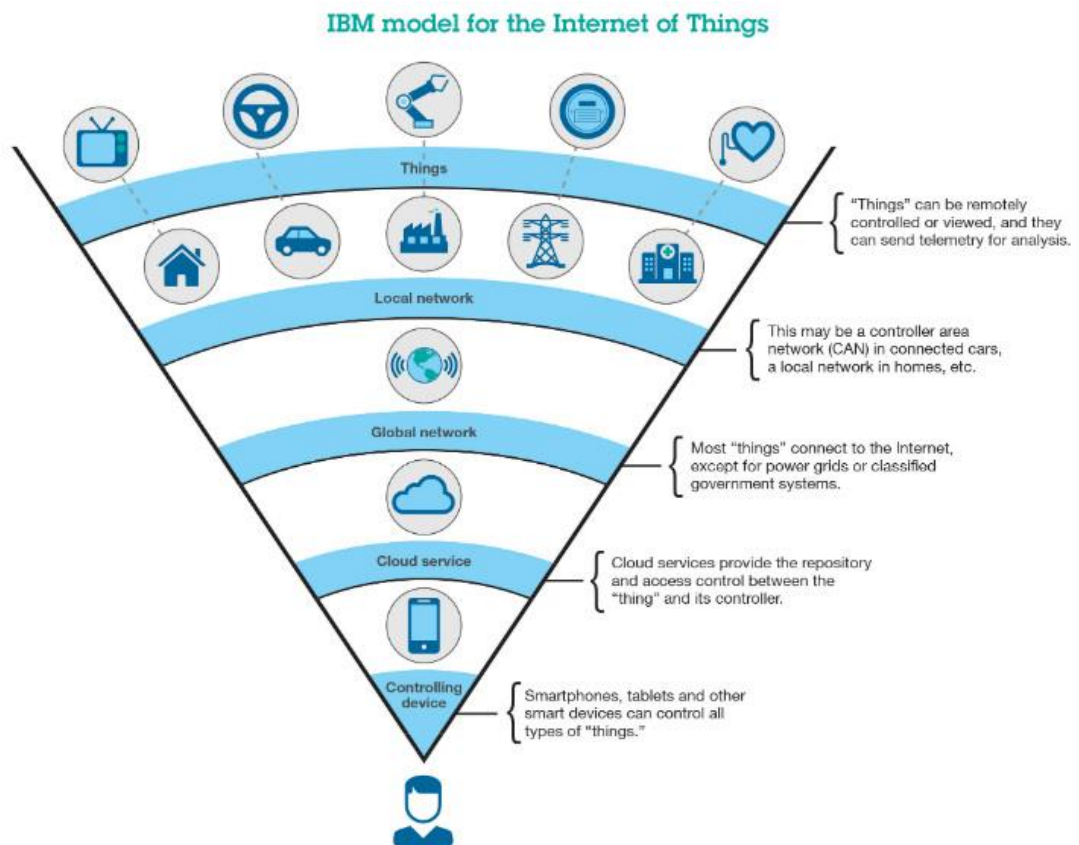 IBM model for the Internet of Things
Things
"Things" can be remotely
controlled or viewed, and they
can send telemetry for analysis.
Local network
This may be a controller area
network (CAN) in connected cars,
a local network in homes, etc.
Global network
Most "things" connect to the Internet,
except for power grids or classified
government systems.
Cloud service
Cloud services provide the repository
and access control between the
"thing" and its controller.
Controlling
device
Smartphones, tablets and other
smart devices can control all
types of "things."